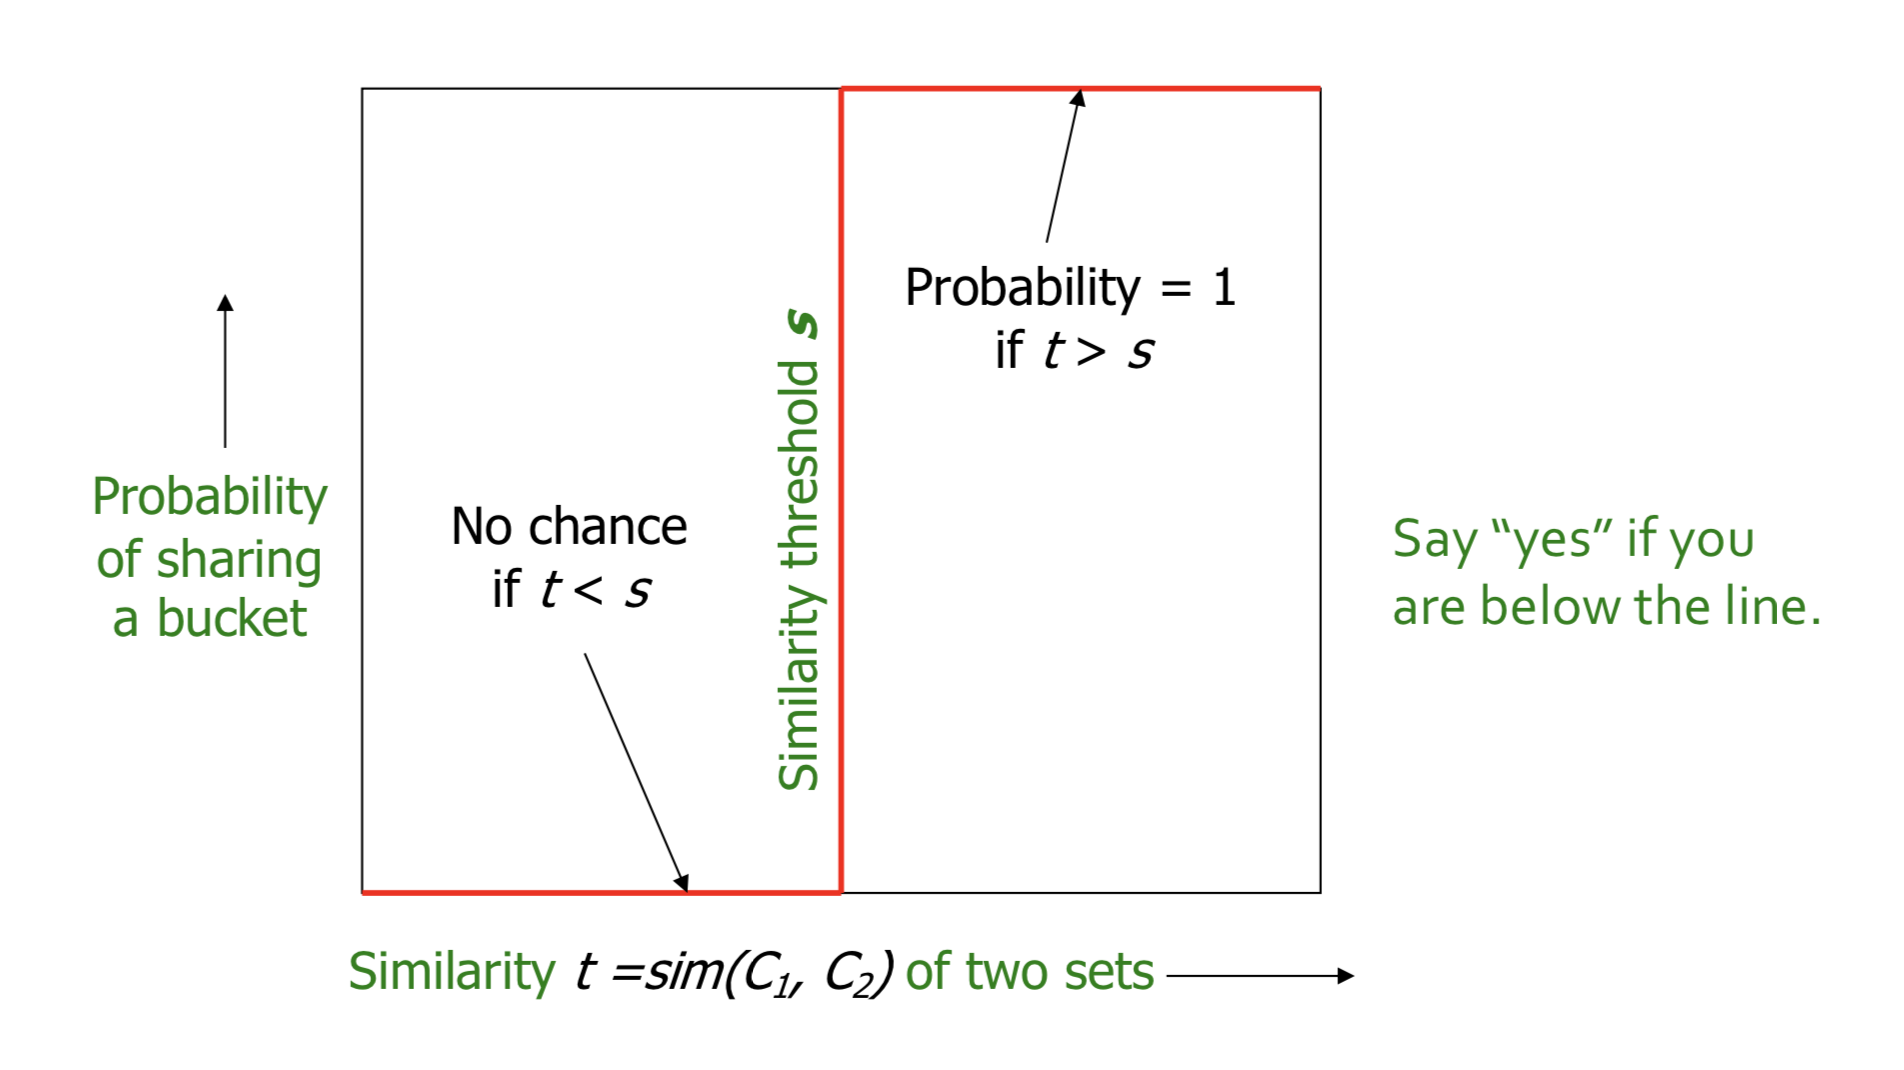 Probability = 1
if t > s
Similarity threshold s
Probability
of sharing
a bucket
No chance
if t < s
Say “yes” if you
are below the line.
Similarity t =sim(C1, C2) of two sets